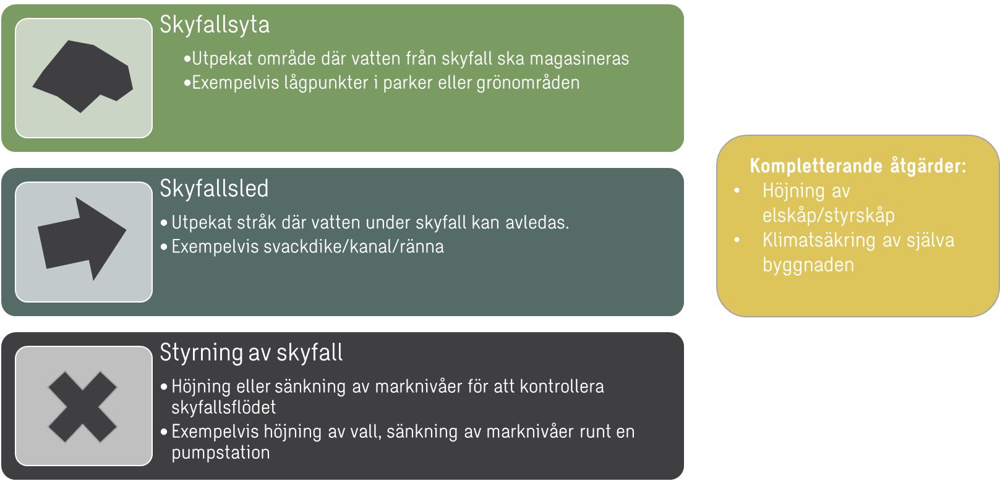 Skyfallsyta
•Utpekat område där vatten från skyfall ska magasineras
•Exempelvis lågpunkter i parker eller grönområden
Skyfallsled
• Utpekat stråk där vatten under skyfall kan avledas.
• Exempelvis svackdike/kanal/ränna
Styrning av skyfall
• Höjning eller sänkning av marknivåer för att kontrollera
skyfallsflödet
• Exempelvis höjning av vall, sänkning av marknivåer runt en
pumpstation
Kompletterande åtgärder:
• Höjning av
elskåp/styrskåp
• Klimatsäkring av själva
byggnaden